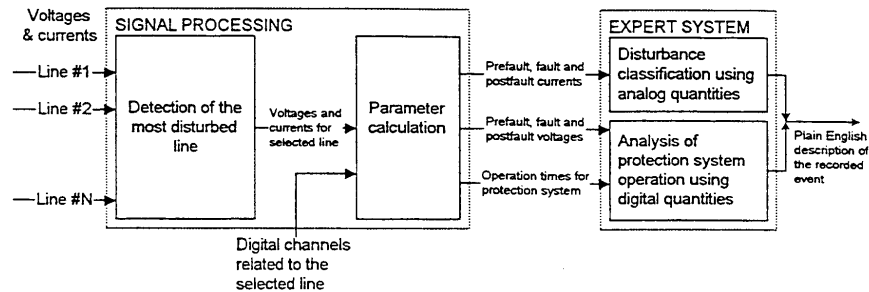 Voltages
& currents
SIGNAL PROCESSING
EXPERT SYSTEM
Line #1
Line #2
Line #N
Detection of the
most disturbed
line
Voltages and
currents for
selected line
Parameter
calculation
Digital channels
related to the
selected line
Prefault, fault and
postfault currents
Prefault, fault and
postfault voltages
Operation times for
protection system
Disturbance
classification using
analog quantities
Analysis of
protection system
operation using
digital quantities
Plain English
description of
the recorded
event